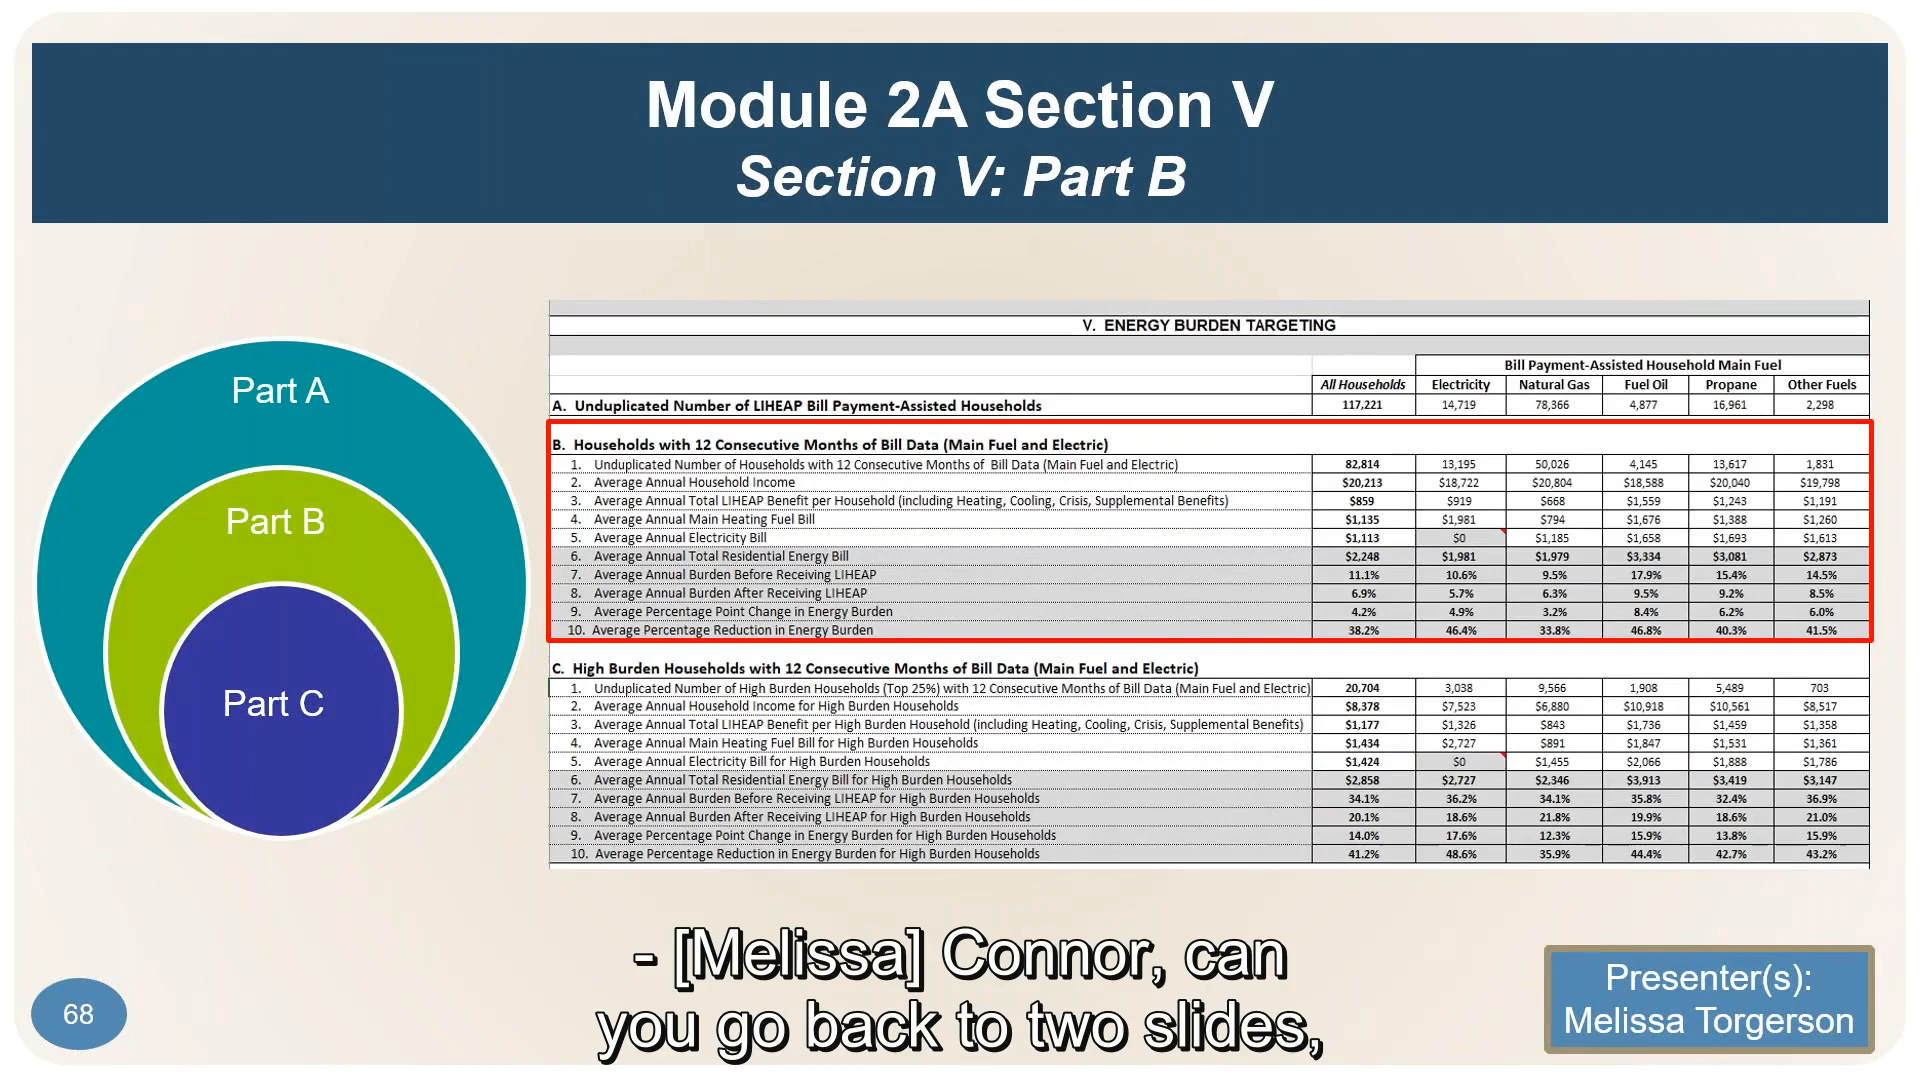 Module 2A Section V
Section V: Part B
Part A
Part B
Part C
V. ENERGY BURDEN TARGETING
Bill Payment-Assisted Household Main Fuel
All Households Electricity Natural Gas Fuel Oil Propane Other Fuels
A. Unduplicated Number of LIHEAP Bill Payment-Assisted Households 117,221 14,719 78,366 4,877 16,961 2,298
B. Households with 12 Consecutive Months of Bill Data (Main Fuel and Electric)
1. Unduplicated Number of Households with 12 Consecutive Months of Bill Data (Main Fuel and Electric) 82,814 13,195 50,026 4,145 13,617 1,831
2. Average Annual Household Income $20,213 $18,722 $20,804 $18,588 $20,040 $19,798
3. Average Annual Total LIHEAP Benefit per Household (including Heating, Cooling, Crisis, Supplemental Benefits) $859 $919 $668 $1,559 $1,243 $1,191
4. Average Annual Main Heating Fuel Bill $1,135 $1,981 $794 $1,676 $1,388 $1,260
5. Average Annual Electricity Bill $1,113 $0 $1,185 $1,658 $1,693 $1,613
6. Average Annual Total Residential Energy Bill $2,248 $1,981 $1,979 $3,334 $3,081 $2,873
7. Average Annual Burden Before Receiving LIHEAP 11.1% 10.6% 9.5% 17.9% 15.4% 14.5%
8. Average Annual Burden After Receiving LIHEAP 6.9% 5.7% 6.3% 9.5% 9.2% 8.5%
9. Average Percentage Point Change in Energy Burden 4.2% 4.9% 3.2% 8.4% 6.2% 6.0%
10. Average Percentage Reduction in Energy Burden 38.2% 46.4% 33.8% 46.8% 40.3% 41.5%
C. High Burden Households with 12 Consecutive Months of Bill Data (Main Fuel and Electric)
1. Unduplicated Number of High Burden Households (Top 25%) with 12 Consecutive Months of Bill Data (Main Fuel and Electric) 20,704 3,038 9,566 1,908 5,489 703
2. Average Annual Household Income for High Burden Households $8,378 $7,523 $6,880 $10,918 $10,561 $8,517
3. Average Annual Total LIHEAP Benefit per High Burden Household (including Heating, Cooling, Crisis, Supplemental Benefits) $1,177 $1,326 $843 $1,736 $1,459 $1,358
4. Average Annual Main Heating Fuel Bill for High Burden Households $1,434 $2,727 $891 $1,847 $1,531 $1,361
5. Average Annual Electricity Bill for High Burden Households $1,424 $0 $1,455 $2,066 $1,888 $1,786
6. Average Annual Total Residential Energy Bill for High Burden Households $2,858 $2,727 $2,346 $3,913 $3,419 $3,147
7. Average Annual Burden Before Receiving LIHEAP for High Burden Households 34.1% 36.2% 34.1% 35.8% 32.4% 36.9%
8. Average Annual Burden After Receiving LIHEAP for High Burden Households 20.1% 18.6% 21.8% 19.9% 18.6% 21.0%
9. Average Percentage Point Change in Energy Burden for High Burden Households 14.0% 17.6% 12.3% 15.9% 13.8% 15.9%
10. Average Percentage Reduction in Energy Burden for High Burden Households 41.2% 48.6% 35.9% 44.4% 42.7% 43.2%
- [Melissa] Connor, can
you go back to two slides,
68
Presenter(s):
Melissa Torgerson